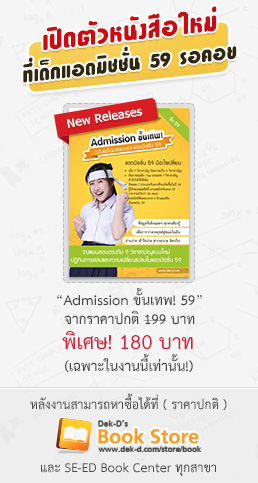 เปิดตัวหนังสือใหม่
ที่เด็กแอดมิชชั่น 59 รอคอย
New Releases
Admission ขั้นเทพ!
แอดมิชชั่น 59 มีอะไรเปลี่ยน
“Admission ขั้นเทพ! 59”
จากราคาปกติ 199 บาท
พิเศษ! 180 บาท
(เฉพาะในงานนี้เท่านั้น!)
หลังงานสามารถหาซื้อได้ที่ ( ราคาปกติ )
Dek-D's
Book Store
www.dek-d.com/store/book
และ SE-ED Book Center ทุกสาขา